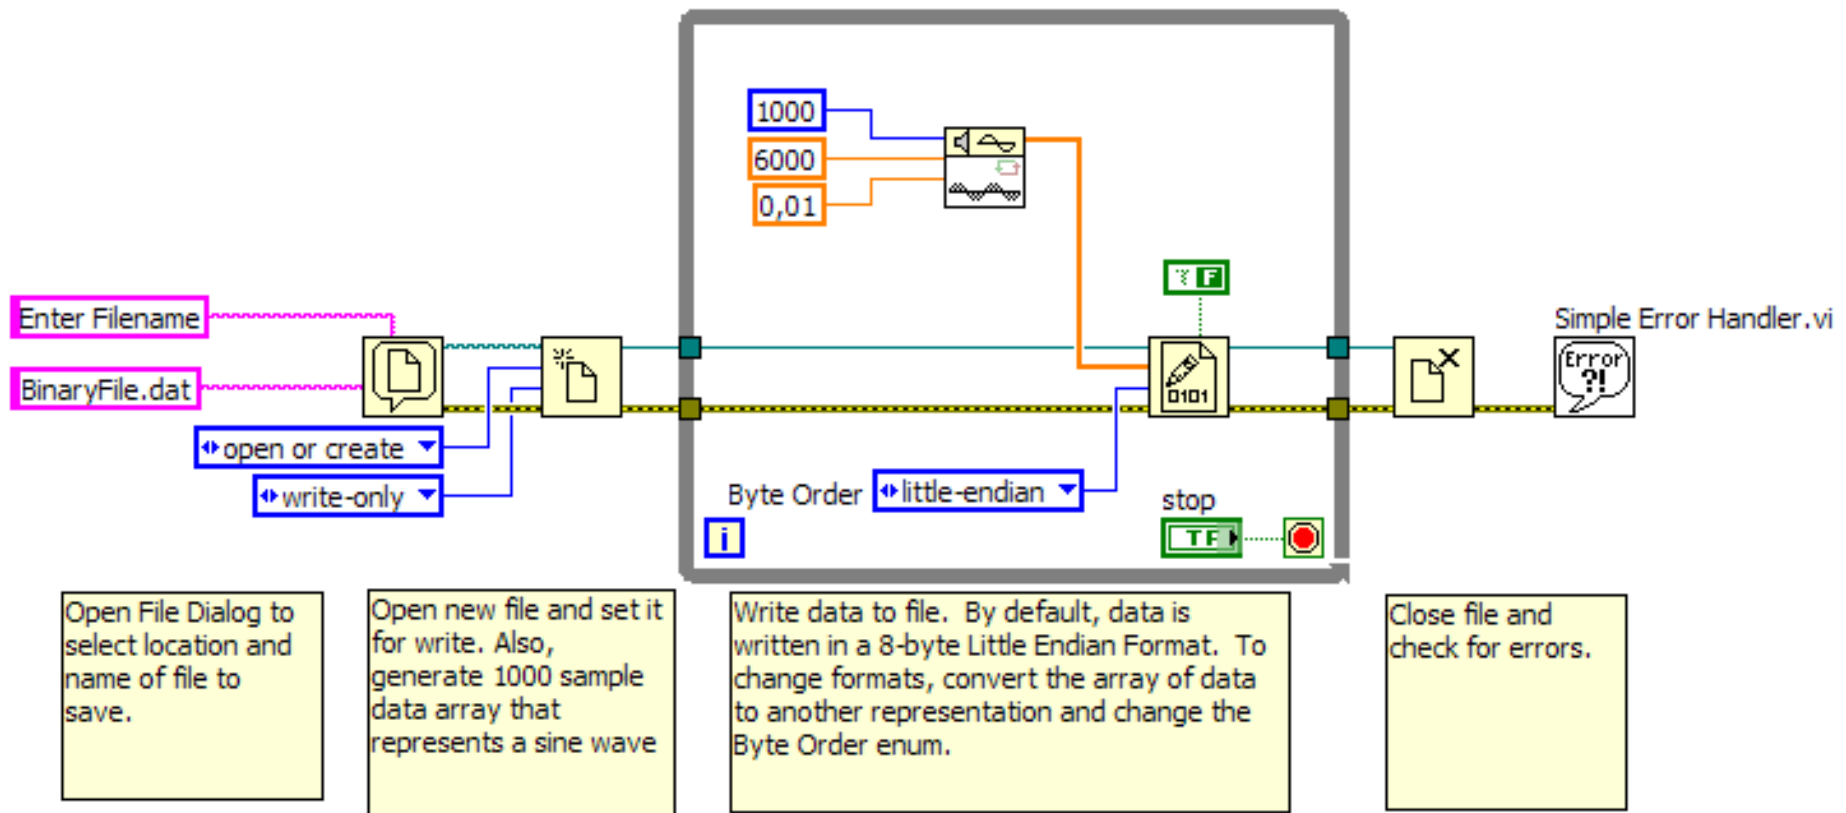 1000
6000
0,01
F
Enter Filename
Simple Error Handler.vi
Error
?!
BinaryFile.dat
0101
open or create
write-only
Byte Order
little-endian
stop
i
TF
Open File Dialog to
select location and
name of file to
save.
Open new file and set it
for write. Also,
generate 1000 sample
data array that
represents a sine wave
Write data to file.  By default, data is
written in a 8-byte Little Endian Format.  To
change formats, convert the array of data
to another representation and change the
Byte Order enum.
Close file and
check for errors.